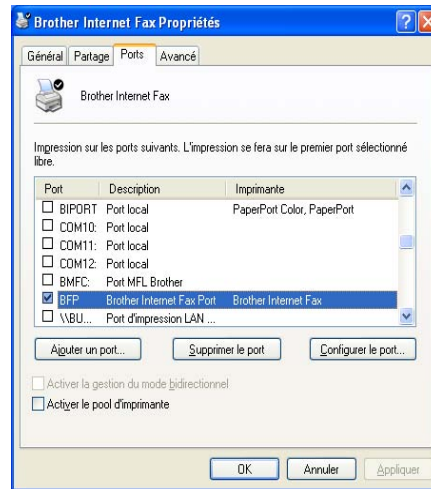 Brother Internet Fax Propriétés
Général Partage Ports Avancé
Brother Internet Fax
Impression sur les ports suivants. L'impression se fera sur le premier port sélectionné
libre.
Port Description Imprimante
BIPORT Port local PaperPort Color, PaperPort
COM10: Port local
COM11: Port local
COM12: Port local
BMFC: Port MFL Brother
BFP Brother Internet Fax Port Brother Internet Fax
\\BU... Port d'impression LAN ...
Ajouter un port... Supprimer le port Configurer le port...
Activer la gestion du mode bidirectionnel
Activer le pool d'imprimante
OK Annuler Appliquer